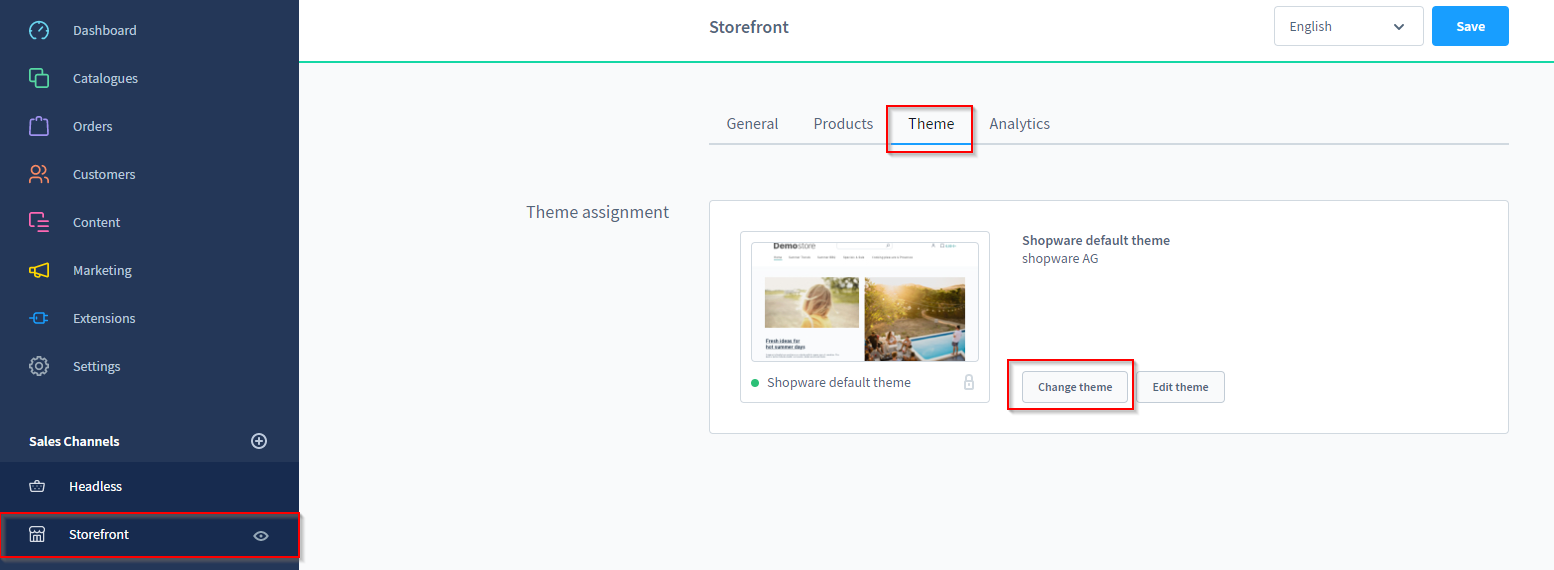 Dashboard
Catalogues
Orders
Customers
Content
Marketing
Extensions
Settings
Sales Channels
Headless
Storefront
Storefront
English
Save
General
Products
Theme
Analytics
Theme assignment
Demostore
Fresh ideas for
hot summer days
Shopware default theme
Shopware default theme
shopware AG
Change theme
Edit theme